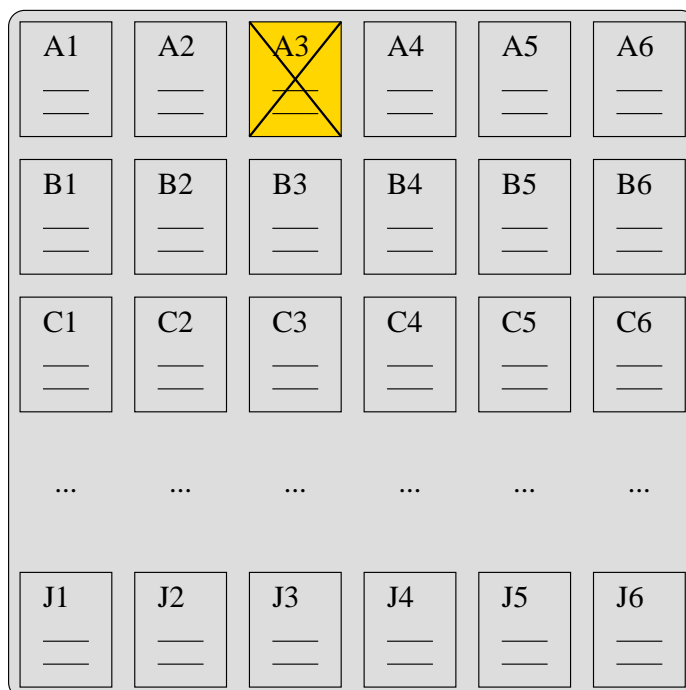 A1 A2 A3 A4 A5 A6
B1 B2 B3 B4 B5 B6
C1 C2 C3 C4 C5 C6
... ... ... ... ... ...
J1 J2 J3 J4 J5 J6